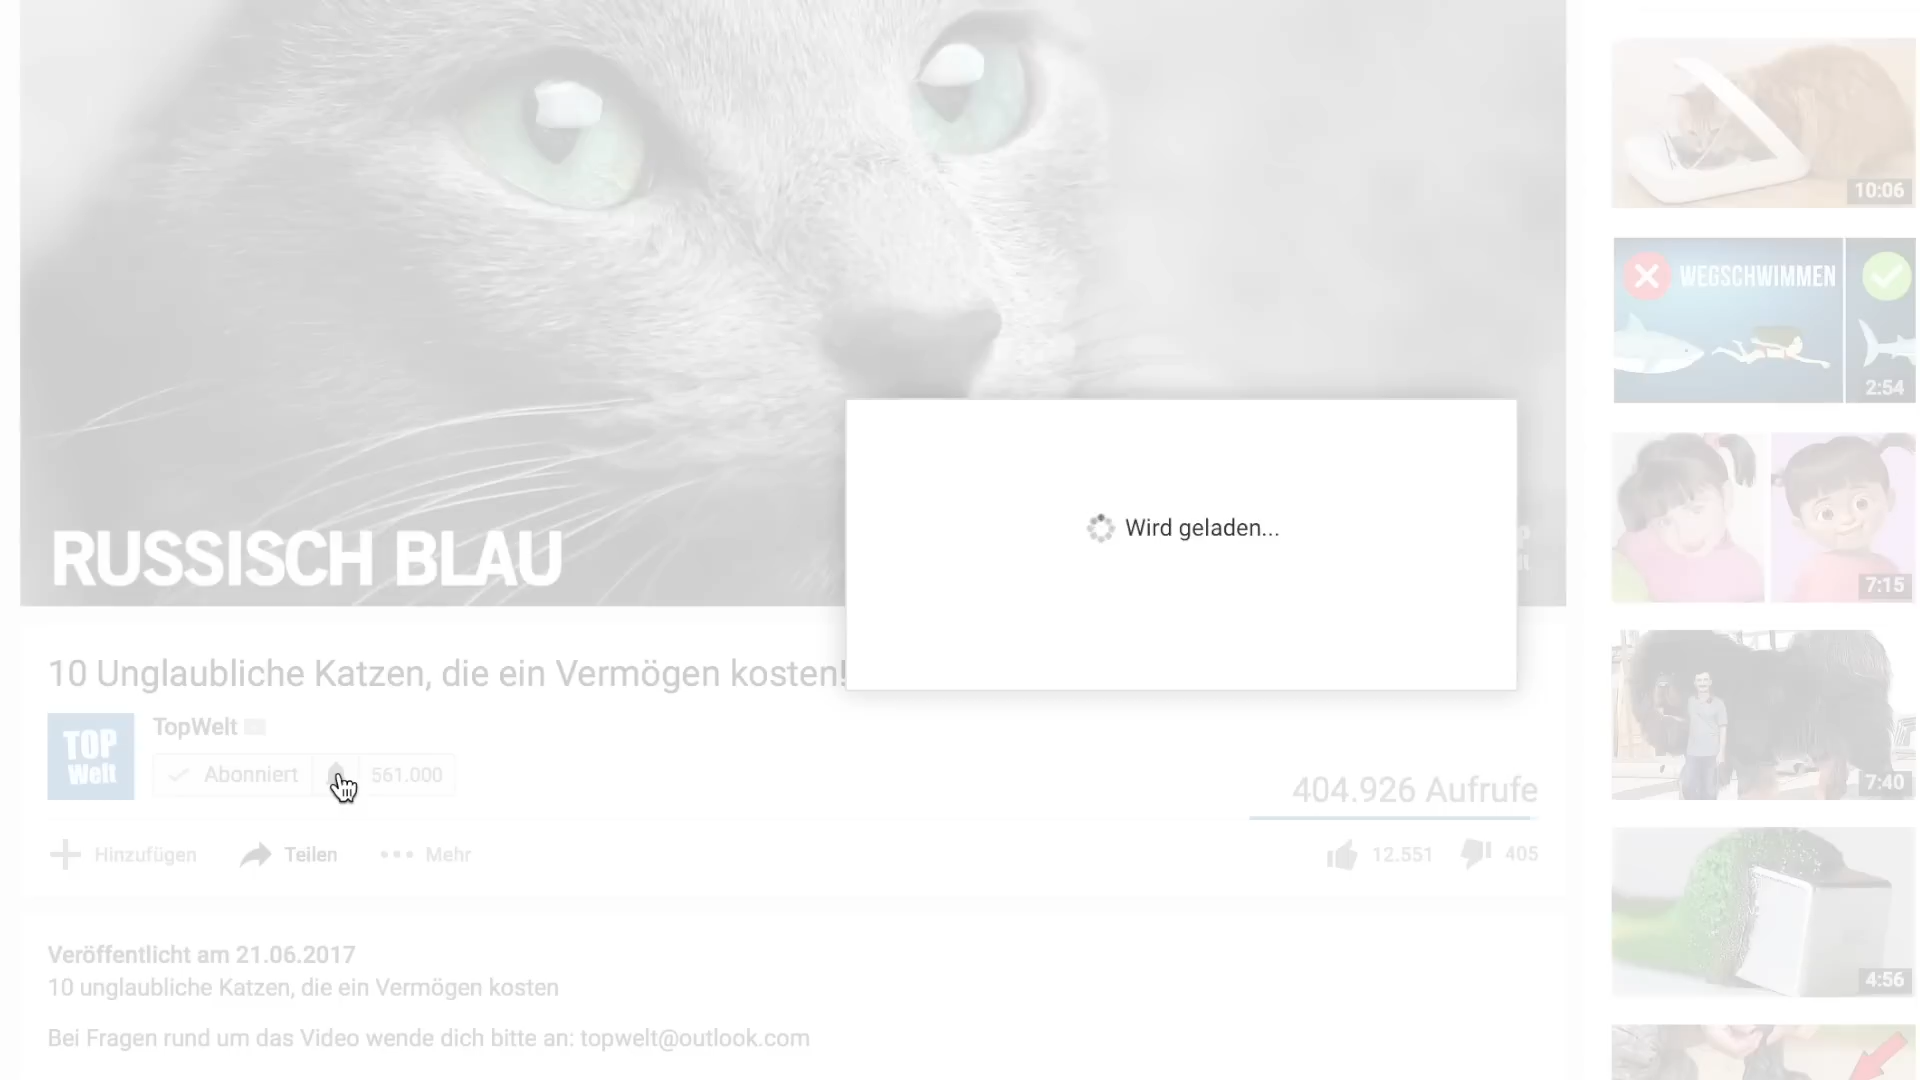 RUSSISCH BLAU
Wird geladen...
10 Unglaubliche Katzen, die ein Vermögen kosten!
TOP
Welt
TopWelt
Abonniert
561.000
404.926 Aufrufe
Hinzufügen
Teilen
Mehr
12.551
405
Veröffentlicht am 21.06.2017
10 unglaubliche Katzen, die ein Vermögen kosten
Bei Fragen rund um das Video wende dich bitte an: topwelt@outlook.com
10:06
WEGSCHWIMMEN
2:54
7:15
7:40
4:56